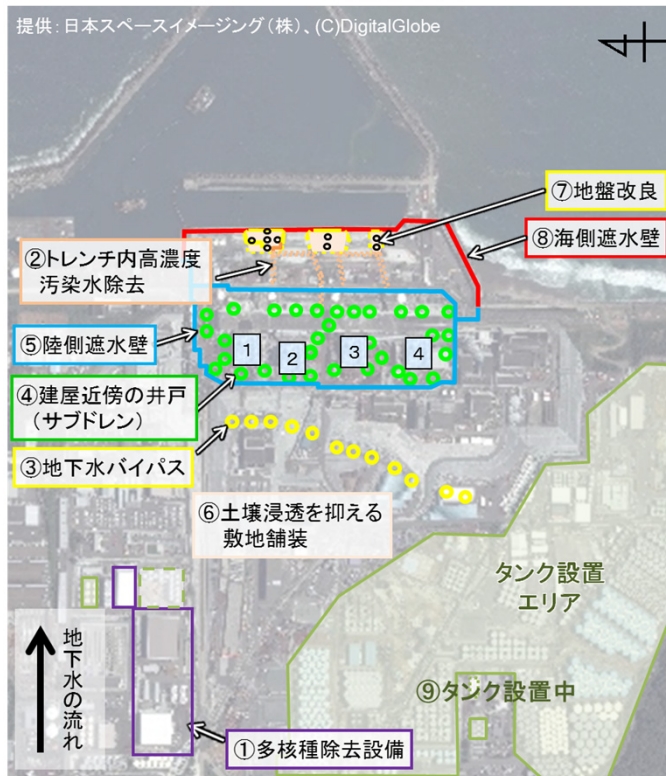 提供：日本スペースイメージング（株）、(C)DigitalGlobe
⑦地盤改良
⑧海側遮水壁
②トレンチ内高濃度
汚染水除去
⑤陸側遮水壁
1
2
3
4
④建屋近傍の井戸
（サブドレン）
③地下水バイパス
⑥土壌浸透を抑える
敷地舗装
タンク設置
エリア
地下水の流れ
⑨タンク設置中
①多核種除去設備